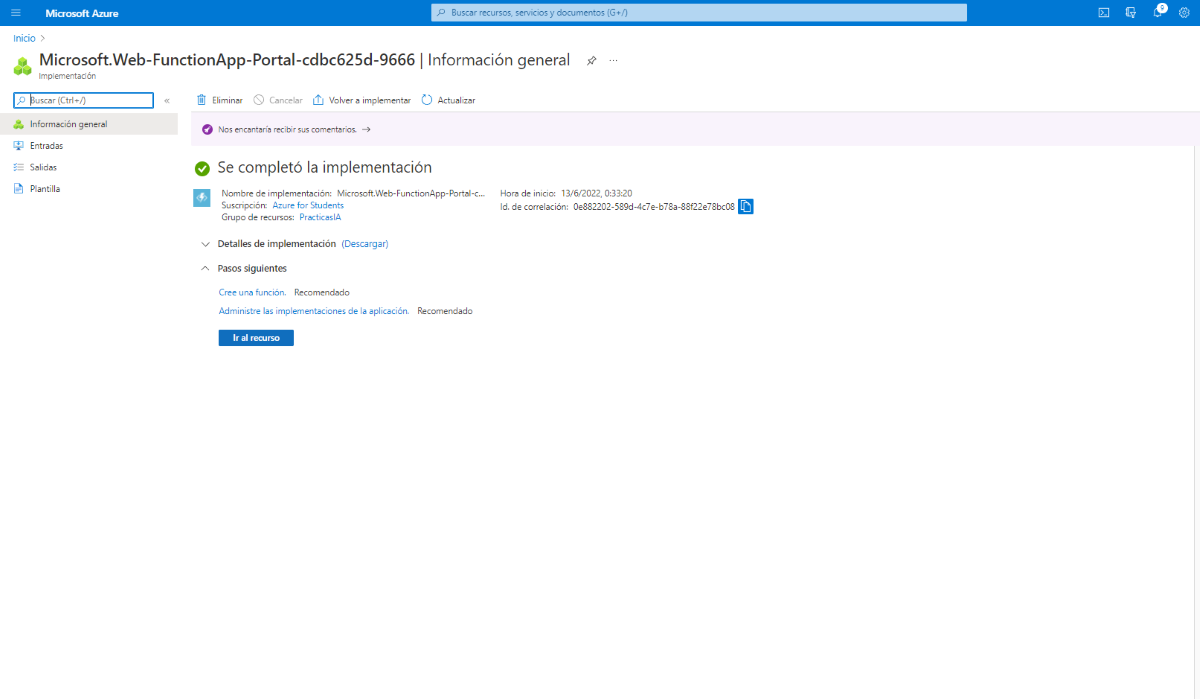 Microsoft Azure
Buscar recursos, servicios y documentos (G+/)
Inicio
Microsoft.Web-FunctionApp-Portal-cdbc625d-9666 | Información general
Implementación
Buscar (Ctrl+/)
Eliminar Cancelar Volver a implementar Actualizar
Información general
Entradas
Salidas
Plantilla
Nos encantaría recibir sus comentarios.
Se completó la implementación
Nombre de implementación: Microsoft.Web-FunctionApp-Portal-c...
Suscripción: Azure for Students
Grupo de recursos: PracticasIA
Hora de inicio: 13/6/2022, 0:33:20
Id. de correlación: 0e882202-589d-4c7e-b78a-88f22e78bc08
Detalles de implementación (Descargar)
Pasos siguientes
Cree una función. Recomendado
Administre las implementaciones de la aplicación. Recomendado
Ir al recurso